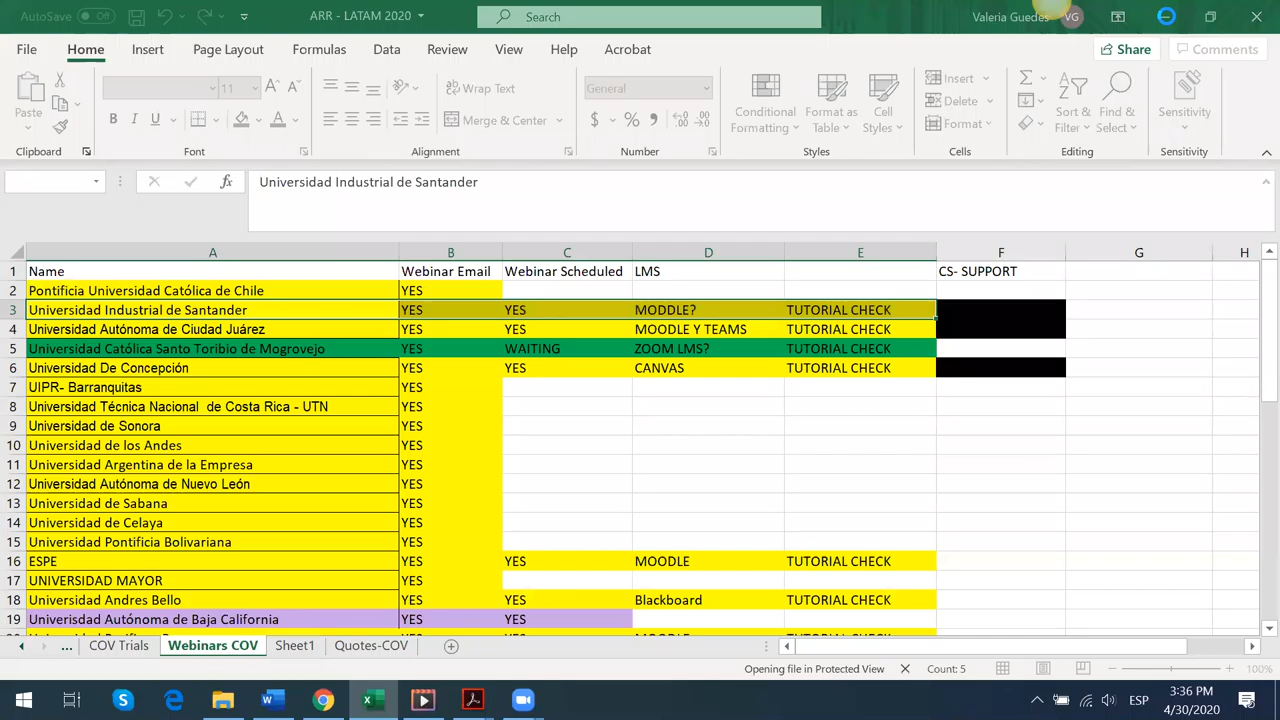 AutoSave Off ARR - LATAM 2020 Search Valeria Guedes VG
File Home Insert Page Layout Formulas Data Review View Help Acrobat Share Comments
Paste 11 Wrap Text Merge & Center General $ % Conditional Formatting Format as Table Cell Styles Insert Delete Format Sort & Filter Find & Select Sensitivity
Clipboard Font Alignment Number Styles Cells Editing Sensitivity
fx Universidad Industrial de Santander
A B C D E F G H
1 Name Webinar Email Webinar Scheduled LMS CS- SUPPORT
2 Pontificia Universidad Católica de Chile YES
3 Universidad Industrial de Santander YES YES MODDLE? TUTORIAL CHECK
4 Universidad Autónoma de Ciudad Juárez YES YES MOODLE Y TEAMS TUTORIAL CHECK
5 Universidad Católica Santo Toribio de Mogrovejo YES WAITING ZOOM LMS? TUTORIAL CHECK
6 Universidad De Concepción YES YES CANVAS TUTORIAL CHECK
7 UIPR- Barranquitas YES
8 Universidad Técnica Nacional de Costa Rica - UTN YES
9 Universidad de Sonora YES
10 Universidad de los Andes YES
11 Universidad Argentina de la Empresa YES
12 Universidad Autónoma de Nuevo León YES
13 Universidad de Sabana YES
14 Universidad de Celaya YES
15 Universidad Pontificia Bolivariana YES
16 ESPE YES YES MOODLE TUTORIAL CHECK
17 UNIVERSIDAD MAYOR YES
18 Universidad Andres Bello YES YES Blackboard TUTORIAL CHECK
19 Univerisdad Autónoma de Baja California YES YES
... COV Trials Webinars COV Sheet1 Quotes-COV
Opening file in Protected View Count: 5 100%
ESP 3:36 PM
4/30/2020